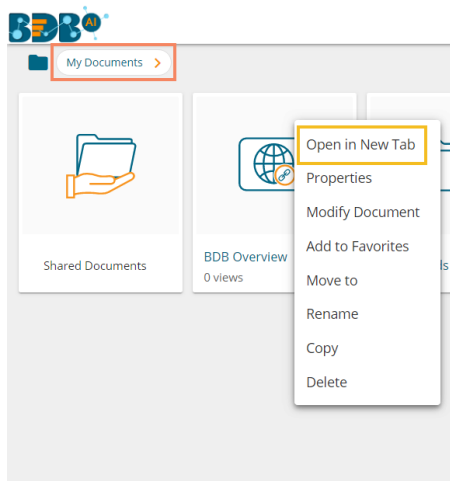 BDB AI
My Documents >
Open in New Tab
Properties
Modify Document
Add to Favorites
Move to
Rename
Copy
Delete
Shared Documents
BDB Overview
0 views
ls